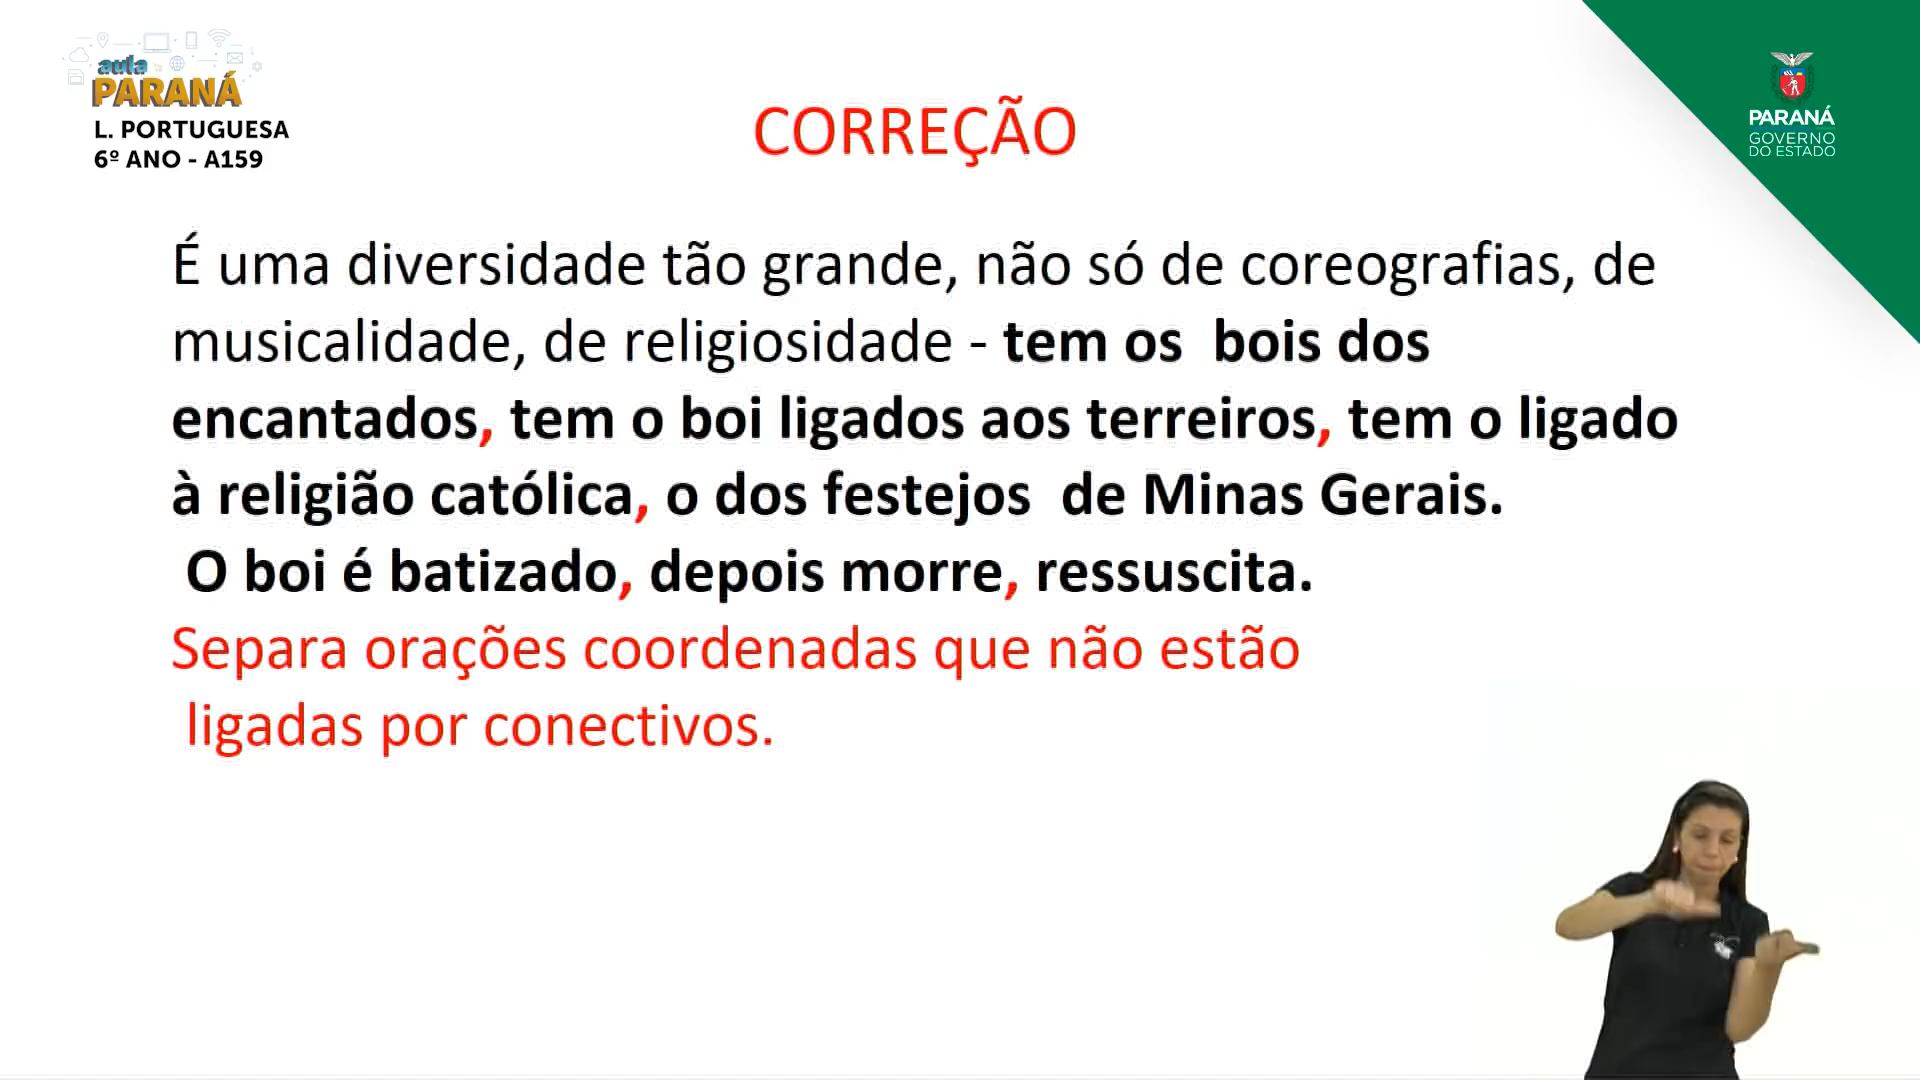 aula
PARANÁ
L. PORTUGUESA
6º ANO - A159
PARANÁ
GOVERNO
DO ESTADO
CORREÇÃO
É uma diversidade tão grande, não só de coreografias, de
musicalidade, de religiosidade - tem os bois dos
encantados, tem o boi ligados aos terreiros, tem o ligado
à religião católica, o dos festejos de Minas Gerais.
O boi é batizado, depois morre, ressuscita.
Separa orações coordenadas que não estão
ligadas por conectivos.